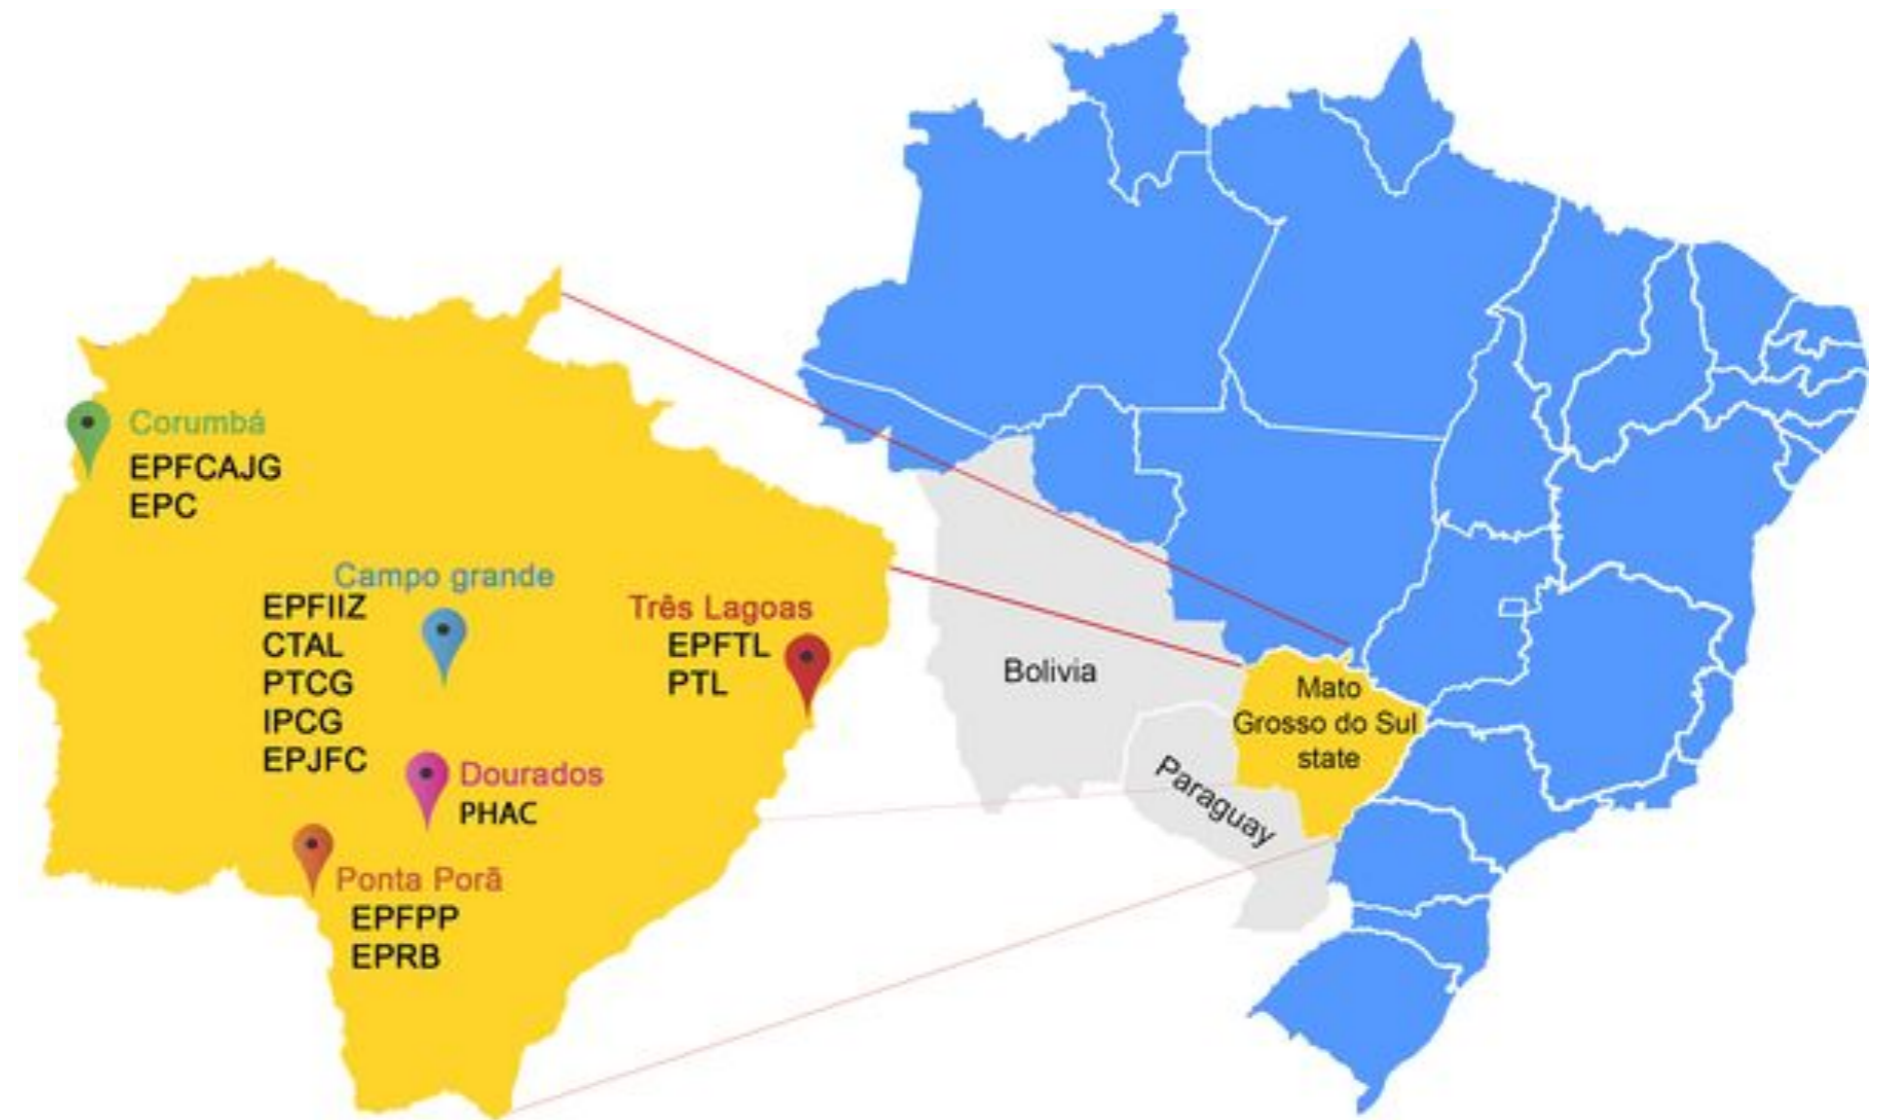 Corumbá
EPFCAJG
EPC
Campo grande
EPFIIZ
CTAL
PTCG
IPCG
EPJFC
Três Lagoas
EPFTL
PTL
Dourados
PHAC
Ponta Porã
EPFPP
EPRB
Bolivia
Paraguay
Mato
Grosso do Sul
state